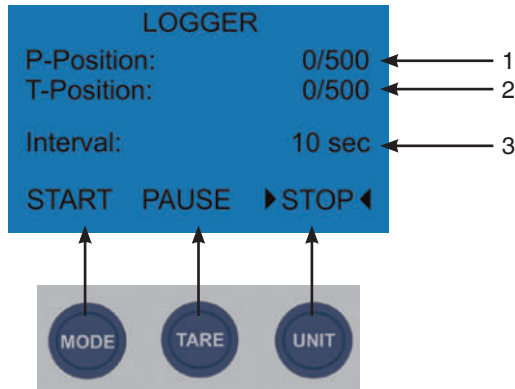 LOGGER
P-Position: 0/500 1
T-Position: 0/500 2
Interval: 10 sec 3
START PAUSE STOP
MODE TARE UNIT